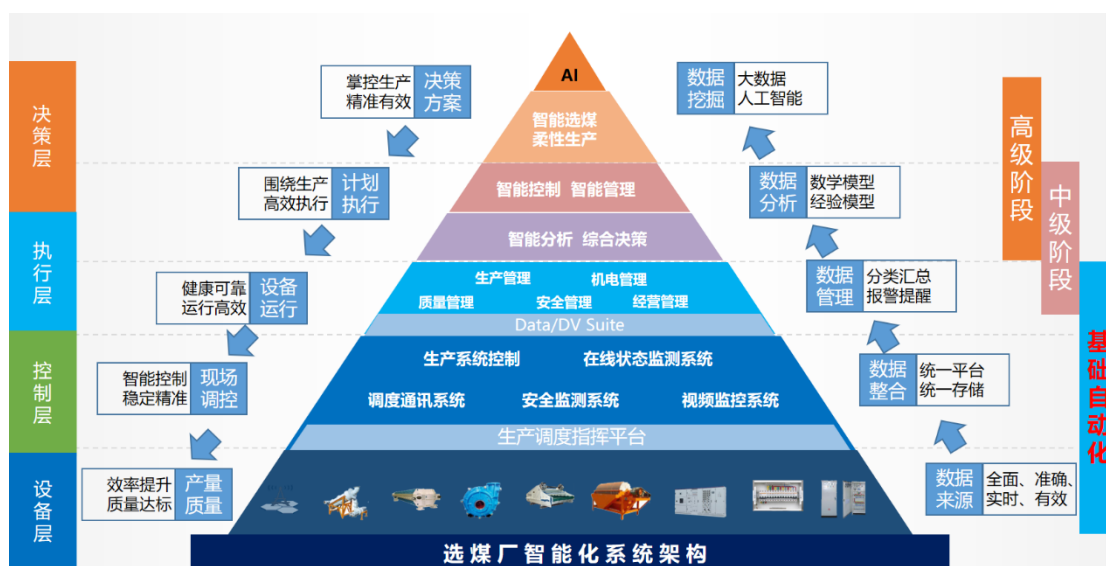 决策层
执行层
控制层
设备层
掌控生产
精准有效
决策
方案
围绕生产
高效执行
计划
执行
健康可靠
运行高效
设备
运行
智能控制
稳定精准
现场
调控
效率提升
质量达标
产量
质量
AI
智能选煤
柔性生产
智能控制 智能管理
智能分析 综合决策
生产管理 机电管理
质量管理 安全管理 经营管理
Data/DV Suite
生产系统控制 在线状态监测系统
调度通讯系统 安全监测系统 视频监控系统
生产调度指挥平台
选煤厂智能化系统架构
数据
挖掘
大数据
人工智能
数据
分析
数学模型
经验模型
数据
管理
分类汇总
报警提醒
数据
整合
统一平台
统一存储
数据
来源
全面、准确、
实时、有效
高级阶段
中级阶段
基础自动化